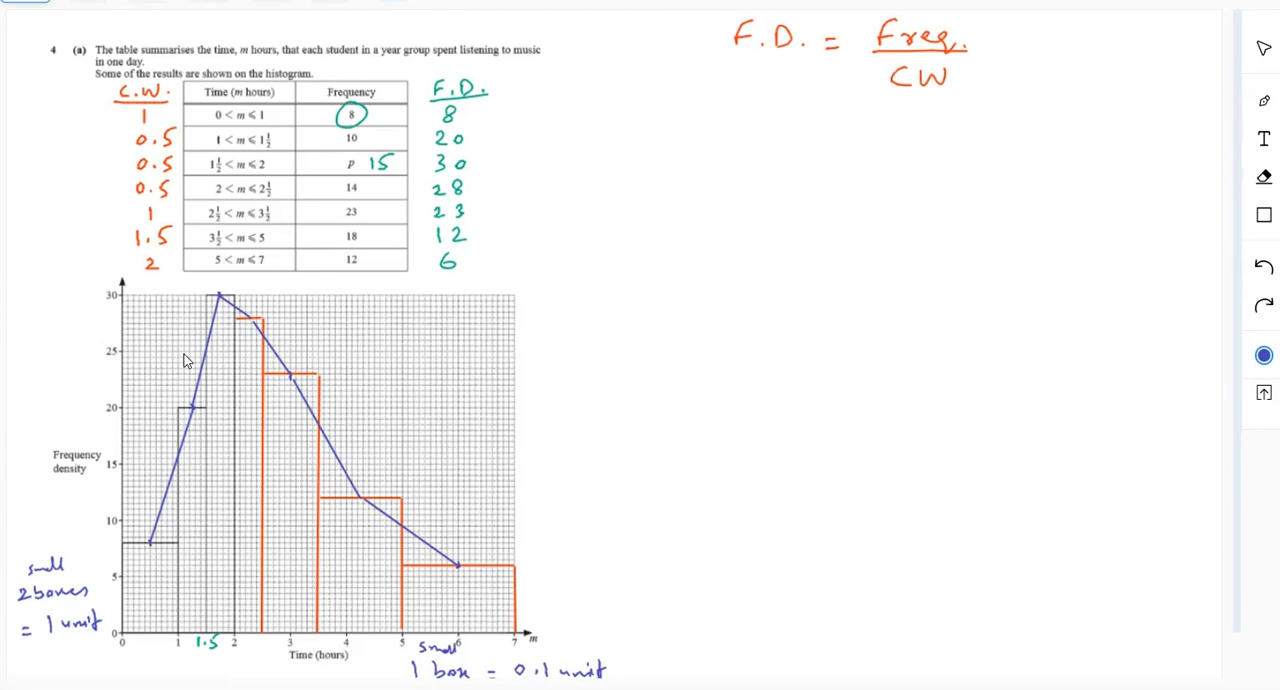 F.D. = Freq.
CW
4 (a) The table summarises the time, m hours, that each student in a year group spent listening to music
in one day.
Some of the results are shown on the histogram.
C.W. Time (m hours) Frequency F.D.
1 0 < m ⩽ 1 8 8
0.5 1 < m ⩽ 1½ 10 20
0.5 1½ < m ⩽ 2 p 15 30
0.5 2 < m ⩽ 2½ 14 28
1 2½ < m ⩽ 3½ 23 23
1.5 3½ < m ⩽ 5 18 12
2 5 < m ⩽ 7 12 6
30
25
20
Frequency
density
15
10
5
0
small
2 boxes
= 1 unit
0 1 1.5 2 3 4 5 6 7 m
Time (hours)
small
1 box = 0.1 unit
T